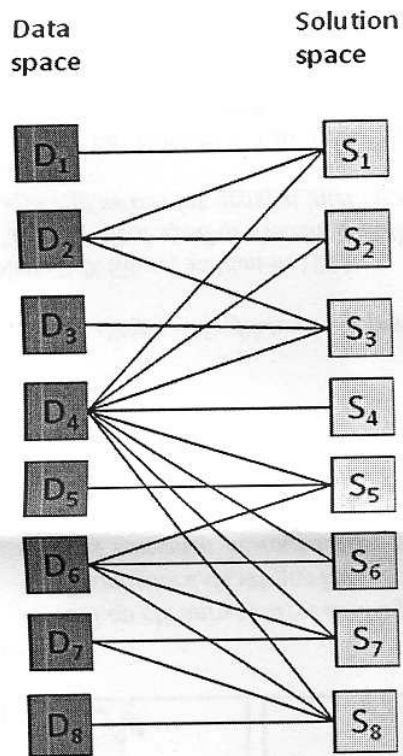 Data space
Solution space
D₁ S₁
D₂ S₂
D₃ S₃
D₄ S₄
D₅ S₅
D₆ S₆
D₇ S₇
D₈ S₈